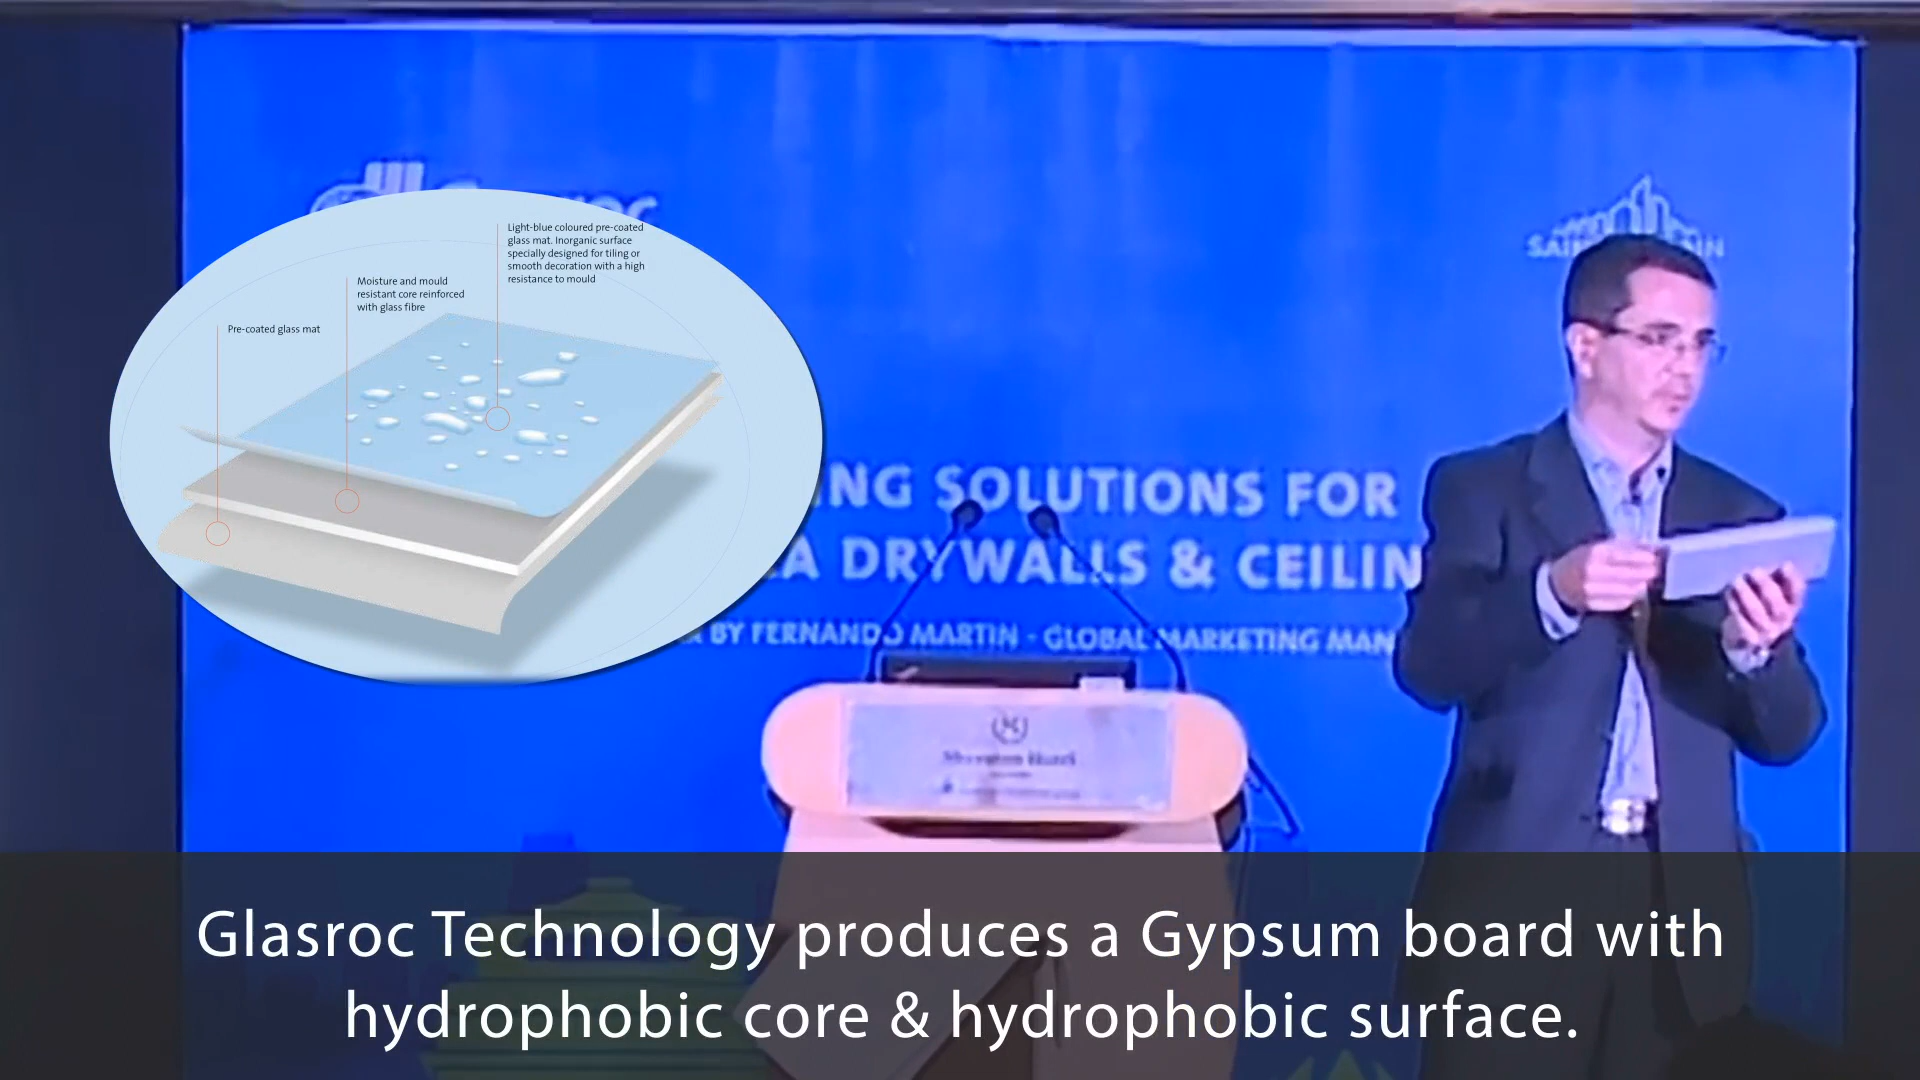 Light-blue coloured pre-coated
glass mat. Inorganic surface
specially designed for tiling or
smooth decoration with a high
resistance to mould
Moisture and mould
resistant core reinforced
with glass fibre
Pre-coated glass mat
NG SOLUTIONS FOR
A DRYWALLS & CEILIN
BY FERNANDO MARTIN - GLOBAL MARKETING MAN
Glasroc Technology produces a Gypsum board with
hydrophobic core & hydrophobic surface.